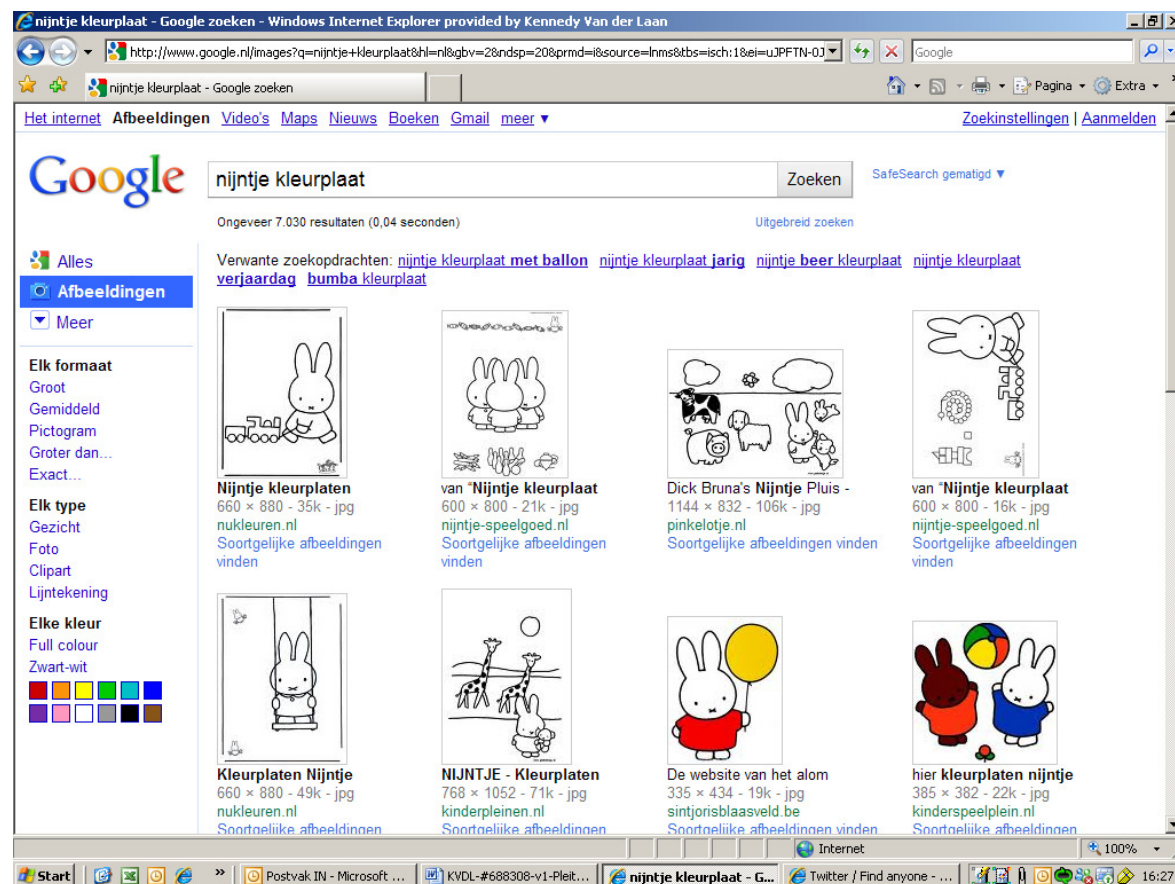 nijntje kleurplaat - Google zoeken - Windows Internet Explorer provided by Kennedy Van der Laan
http://www.google.nl/images?q=nijntje+kleurplaat&hl=nl&gbv=2&ndsp=20&prmd=i&source=lnms&tbs=isch:1&ei=uJPFTN-OJ
Google
nijntje kleurplaat - Google zoeken
Pagina
Extra
Het internet Afbeeldingen Video's Maps Nieuws Boeken Gmail meer ▼
Zoekinstellingen | Aanmelden
Google
nijntje kleurplaat
Zoeken
SafeSearch gematigd ▼
Ongeveer 7.030 resultaten (0,04 seconden)
Uitgebreid zoeken
Alles
Afbeeldingen
Meer
Elk formaat
Groot
Gemiddeld
Pictogram
Groter dan...
Exact...
Elk type
Gezicht
Foto
Clipart
Lijntekening
Elke kleur
Full colour
Zwart-wit
Verwante zoekopdrachten: nijntje kleurplaat met ballon nijntje kleurplaat jarig nijntje beer kleurplaat nijntje kleurplaat
verjaardag bumba kleurplaat
Nijntje kleurplaten
660 × 880 - 35k - jpg
nukleuren.nl
Soortgelijke afbeeldingen
vinden
van "Nijntje kleurplaat
600 × 800 - 21k - jpg
nijntje-speelgoed.nl
Soortgelijke afbeeldingen
vinden
Dick Bruna's Nijntje Pluis -
1144 × 832 - 106k - jpg
pinkelotje.nl
Soortgelijke afbeeldingen vinden
van "Nijntje kleurplaat
600 × 800 - 16k - jpg
nijntje-speelgoed.nl
Soortgelijke afbeeldingen
vinden
Kleurplaten Nijntje
660 × 880 - 49k - jpg
nukleuren.nl
Soortgelijke afbeeldingen
NIJNTJE - Kleurplaten
768 × 1052 - 71k - jpg
kinderpleinen.nl
Soortgelijke afbeeldingen
De website van het alom
335 × 434 - 19k - jpg
sintjorisblaasveld.be
Soortgelijke afbeeldingen vinden
hier kleurplaten nijntje
385 × 382 - 22k - jpg
kinderspeelplein.nl
Soortgelijke afbeeldingen
Internet
100%
Start
»
Postvak IN - Microsoft ...
KVDL-#688308-v1-Pleit...
nijntje kleurplaat - G...
Twitter / Find anyone - ...
16:27